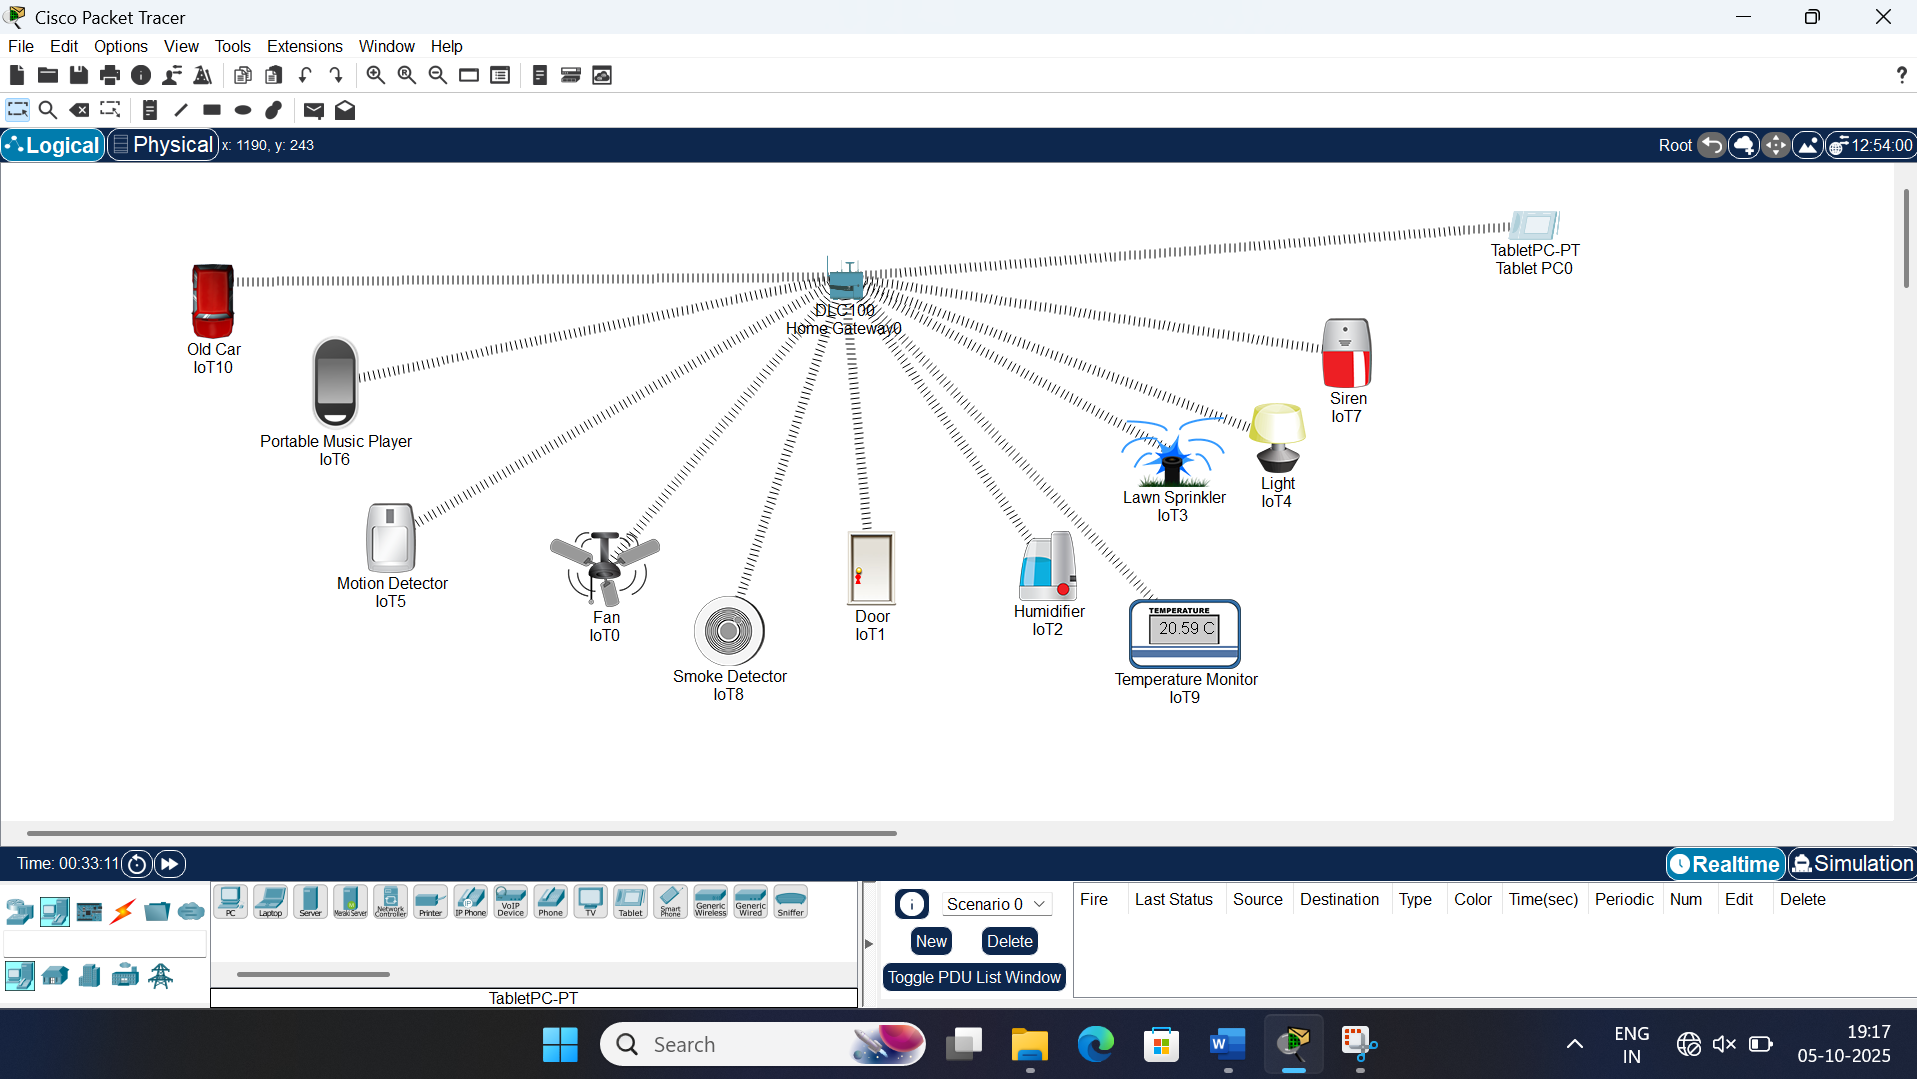 Cisco Packet Tracer
File Edit Options View Tools Extensions Window Help
?
Logical Physical x: 1190, y: 243 Root 12:54:00
TabletPC-PT
Tablet PC0
DLC100
Home Gateway0
Old Car
IoT10
Portable Music Player
IoT6
Siren
IoT7
Lawn Sprinkler
IoT3
Light
IoT4
Motion Detector
IoT5
Fan
IoT0
Smoke Detector
IoT8
Door
IoT1
Humidifier
IoT2
TEMPERATURE
20.59 C
Temperature Monitor
IoT9
Time: 00:33:11 Realtime Simulation
PC Laptop Server Meraki Server Network Controller Printer IP Phone VoIP Device Phone TV Tablet Smart Phone Generic Wireless Generic Wired Sniffer
TabletPC-PT
Scenario 0
New Delete
Toggle PDU List Window
Fire Last Status Source Destination Type Color Time(sec) Periodic Num Edit Delete
Search
W
ENG
IN
19:17
05-10-2025